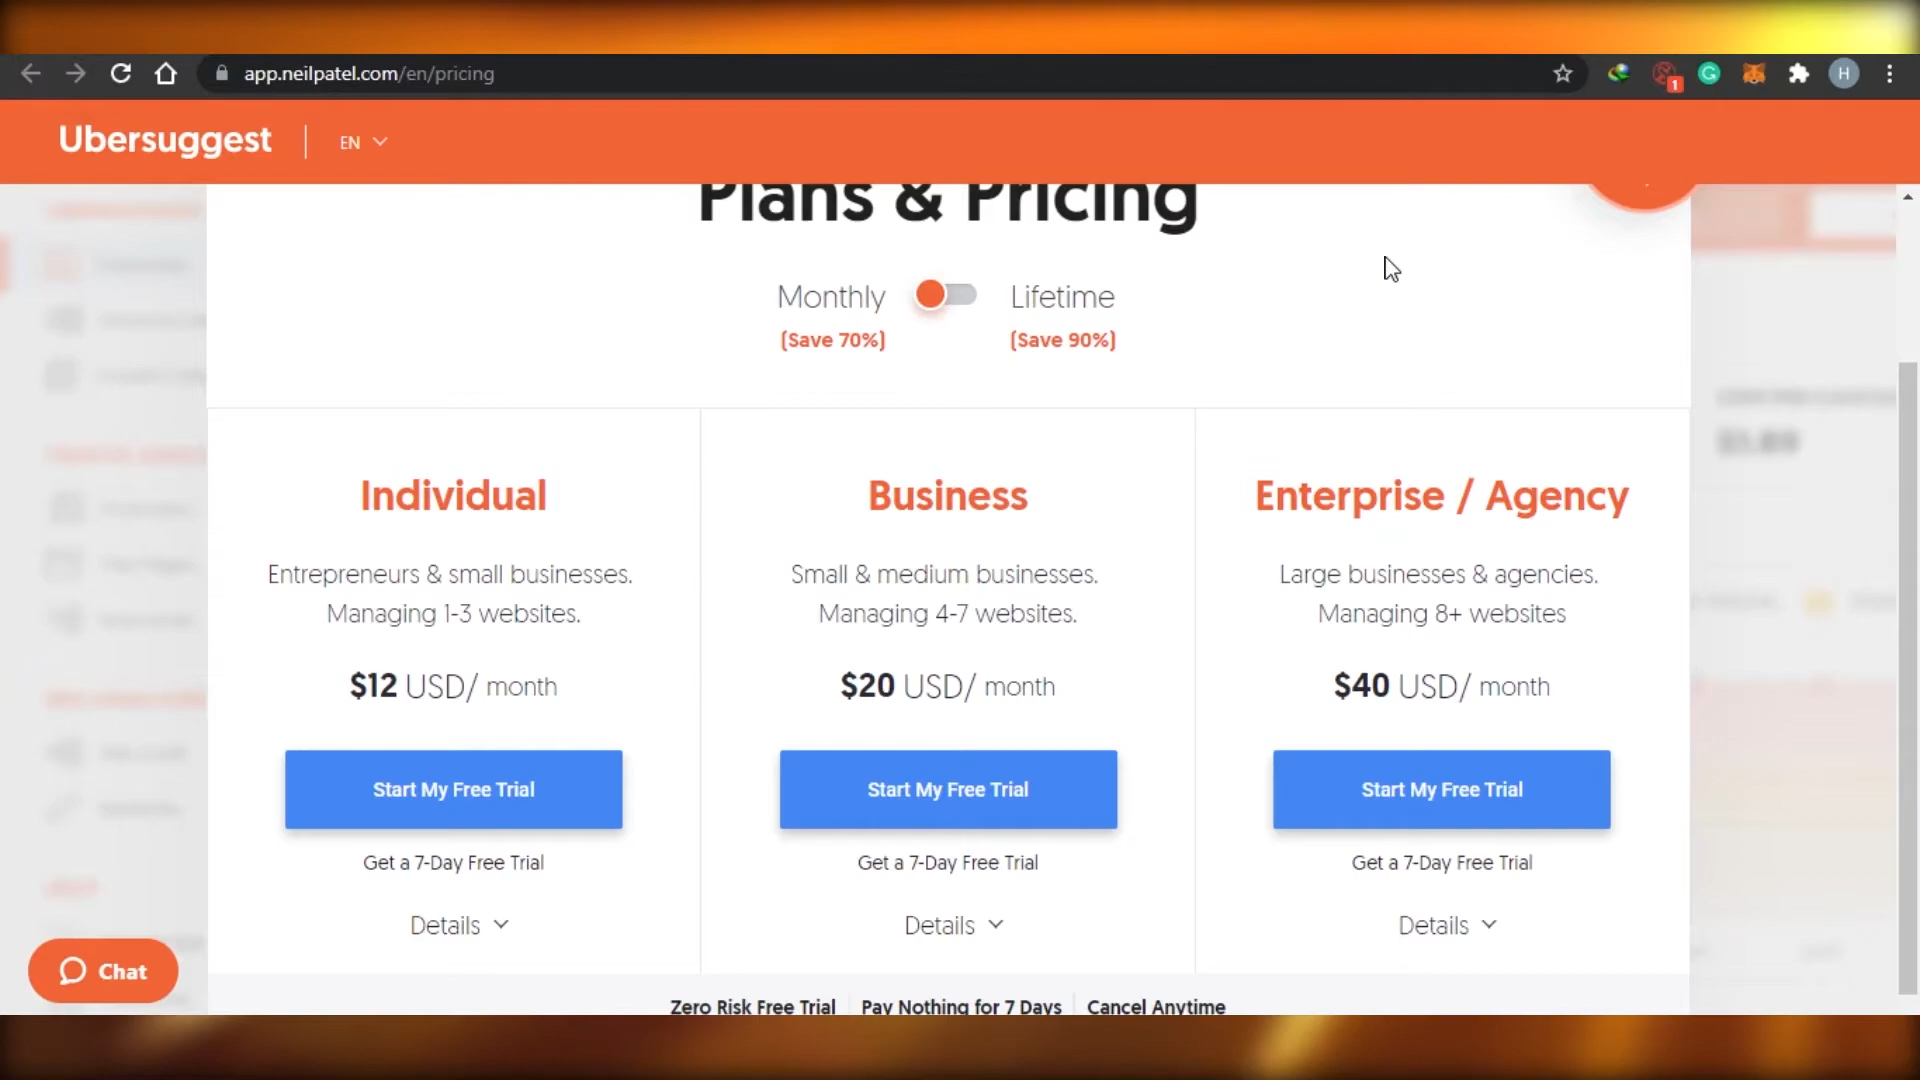 app.neilpatel.com/en/pricing
1
H
Ubersuggest
EN
Plans & Pricing
Monthly
Lifetime
(Save 70%)
(Save 90%)
Individual
Entrepreneurs & small businesses.
Managing 1-3 websites.
$12 USD/ month
Start My Free Trial
Get a 7-Day Free Trial
Details
Business
Small & medium businesses.
Managing 4-7 websites.
$20 USD/ month
Start My Free Trial
Get a 7-Day Free Trial
Details
Enterprise / Agency
Large businesses & agencies.
Managing 8+ websites
$40 USD/ month
Start My Free Trial
Get a 7-Day Free Trial
Details
Chat
Zero Risk Free Trial
Pay Nothing for 7 Days
Cancel Anytime